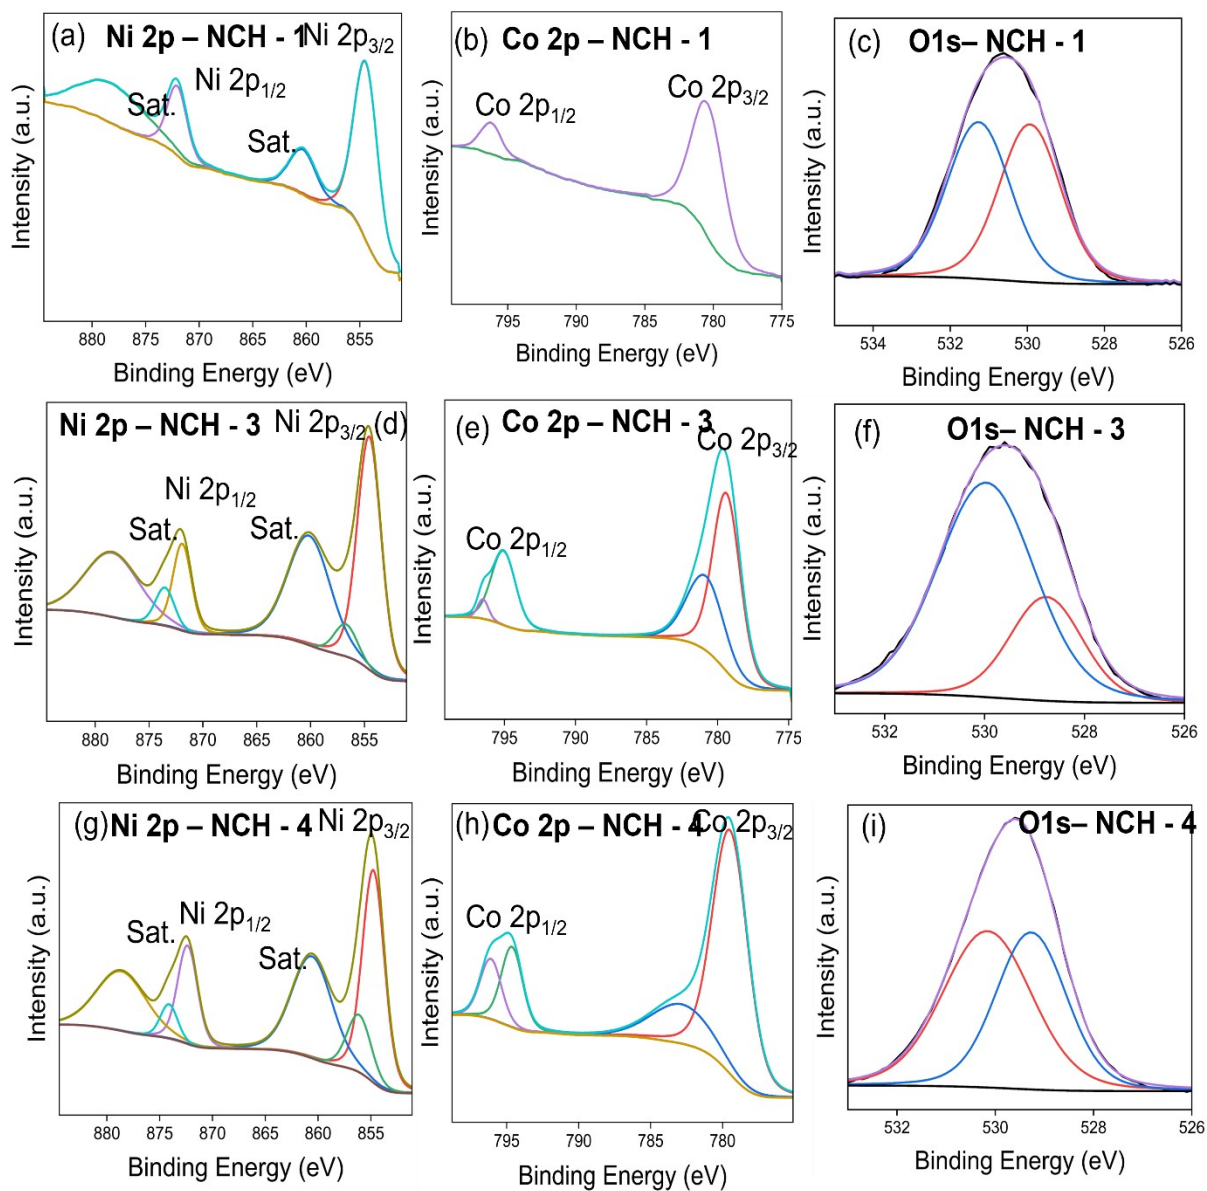 (a) Ni 2p – NCH - 1 Ni 2p3/2
Ni 2p1/2
Sat.
Sat.
Intensity (a.u.)
880 875 870 865 860 855
Binding Energy (eV)
(b) Co 2p – NCH - 1
Co 2p3/2
Co 2p1/2
Intensity (a.u.)
795 790 785 780 775
Binding Energy (eV)
(c) O1s– NCH - 1
Intensity (a.u.)
534 532 530 528 526
Binding Energy (eV)
Ni 2p – NCH - 3 Ni 2p3/2 (d)
Ni 2p1/2
Sat. Sat.
Intensity (a.u.)
880 875 870 865 860 855
Binding Energy (eV)
(e) Co 2p – NCH - 3
Co 2p3/2
Co 2p1/2
Intensity (a.u.)
795 790 785 780 775
Binding Energy (eV)
(f) O1s– NCH - 3
Intensity (a.u.)
532 530 528 526
Binding Energy (eV)
(g) Ni 2p – NCH - 4 Ni 2p3/2
Ni 2p1/2
Sat.
Sat.
Intensity (a.u.)
880 875 870 865 860 855
Binding Energy (eV)
(h) Co 2p – NCH - 4 Co 2p3/2
Co 2p1/2
Intensity (a.u.)
795 790 785 780
Binding Energy (eV)
(i) O1s– NCH - 4
Intensity (a.u.)
532 530 528 526
Binding Energy (eV)